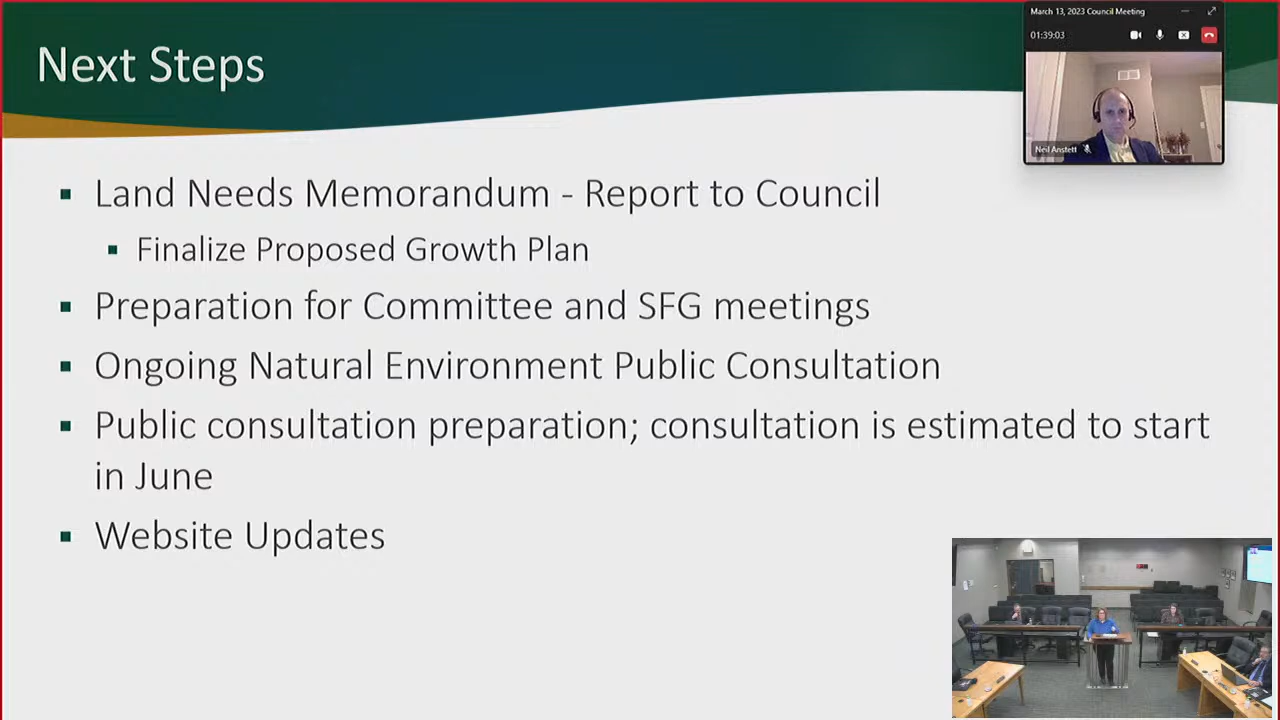 Next Steps
March 13, 2023 Council Meeting
01:39:03
Neil Anstett
▪ Land Needs Memorandum - Report to Council
▪ Finalize Proposed Growth Plan
▪ Preparation for Committee and SFG meetings
▪ Ongoing Natural Environment Public Consultation
▪ Public consultation preparation; consultation is estimated to start
in June
▪ Website Updates